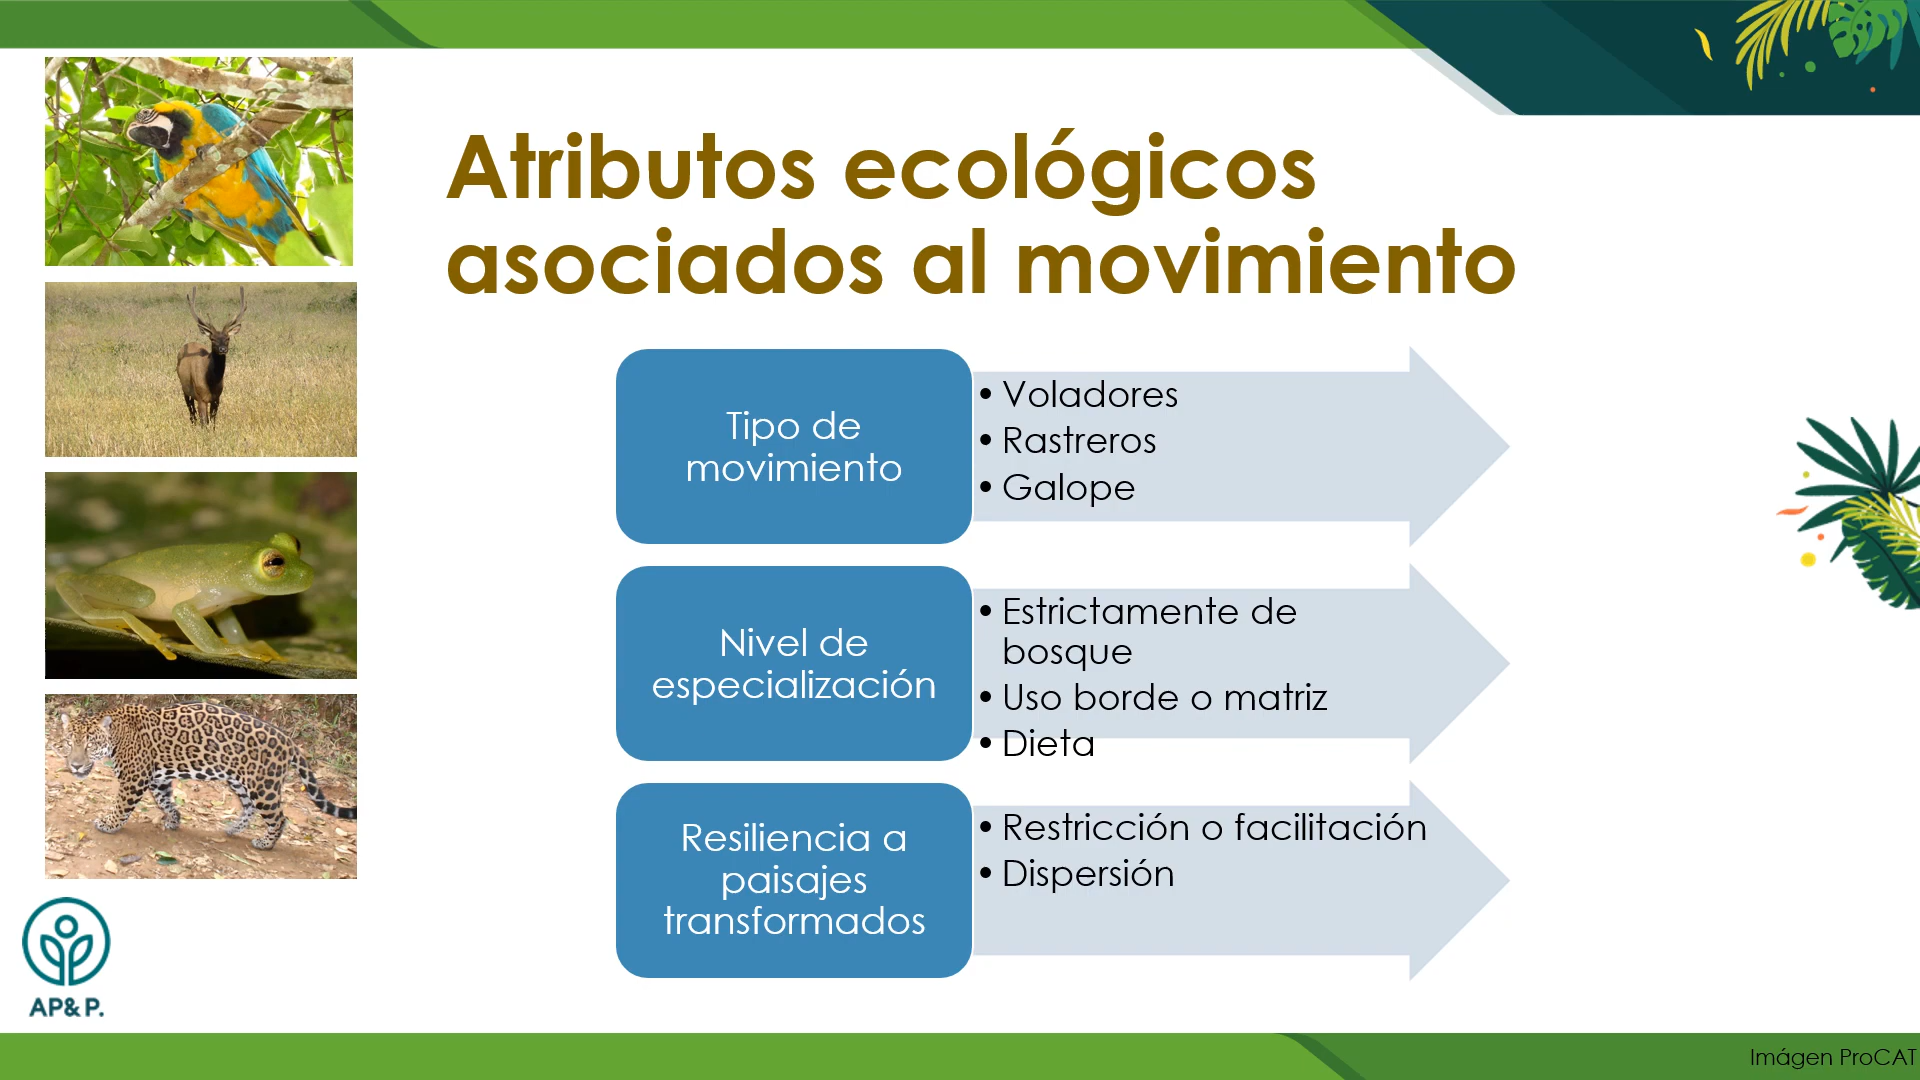 Atributos ecológicos
asociados al movimiento
Tipo de
movimiento
• Voladores
• Rastreros
• Galope
Nivel de
especialización
• Estrictamente de
bosque
• Uso borde o matriz
• Dieta
Resiliencia a
paisajes
transformados
• Restricción o facilitación
• Dispersión
AP&P.
Imágen ProCAT